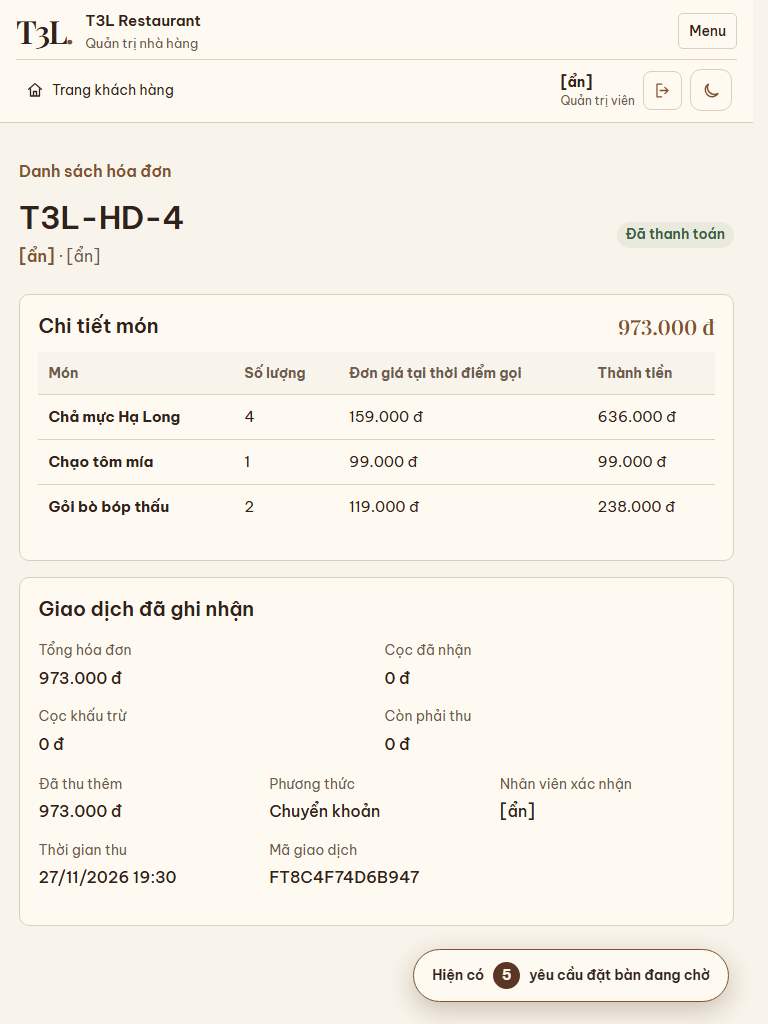 T3L.
T3L Restaurant
Quản trị nhà hàng
Menu
Trang khách hàng
[ẩn]
Quản trị viên
Danh sách hóa đơn
T3L-HD-4
[ẩn] · [ẩn]
Đã thanh toán
Chi tiết món
973.000 đ
Món Số lượng Đơn giá tại thời điểm gọi Thành tiền
Chả mực Hạ Long 4 159.000 đ 636.000 đ
Chạo tôm mía 1 99.000 đ 99.000 đ
Gỏi bò bóp thấu 2 119.000 đ 238.000 đ
Giao dịch đã ghi nhận
Tổng hóa đơn Cọc đã nhận
973.000 đ 0 đ
Cọc khấu trừ Còn phải thu
0 đ 0 đ
Đã thu thêm Phương thức Nhân viên xác nhận
973.000 đ Chuyển khoản [ẩn]
Thời gian thu Mã giao dịch
27/11/2026 19:30 FT8C4F74D6B947
Hiện có 5 yêu cầu đặt bàn đang chờ